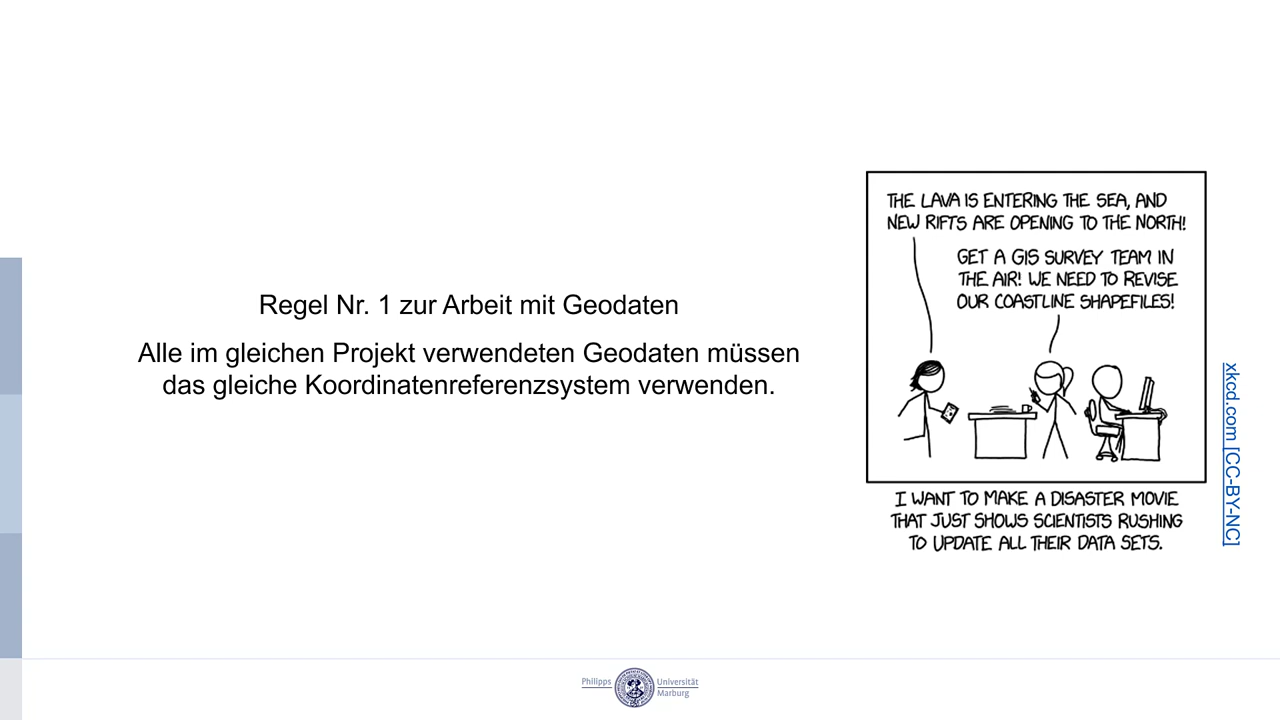 Regel Nr. 1 zur Arbeit mit Geodaten
Alle im gleichen Projekt verwendeten Geodaten müssen
das gleiche Koordinatenreferenzsystem verwenden.
THE LAVA IS ENTERING THE SEA, AND
NEW RIFTS ARE OPENING TO THE NORTH!
GET A GIS SURVEY TEAM IN
THE AIR! WE NEED TO REVISE
OUR COASTLINE SHAPEFILES!
I WANT TO MAKE A DISASTER MOVIE
THAT JUST SHOWS SCIENTISTS RUSHING
TO UPDATE ALL THEIR DATA SETS.
xkcd.com [CC-BY-NC]
Philipps Universität
Marburg